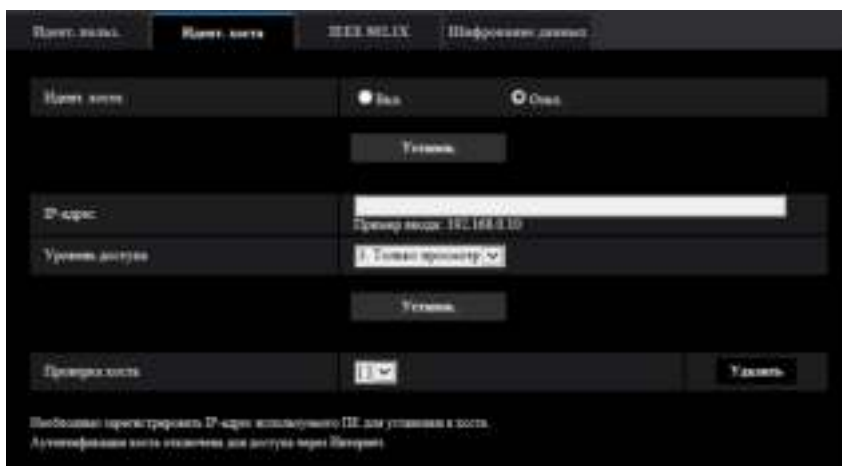 Идент. польз. Идент. хоста IEEE 802.1X Шифрование данных
Идент. хоста Вкл. Откл.
Установ.
IP-адрес
Пример ввода: 192.168.0.10
Уровень доступа 3. Только просмотр
Установ.
Проверка хоста [ ] Удалить
Необходимо зарегистрировать IP-адрес используемого ПК для установки в хоста.
Аутентификация хоста отключена для доступа через Интернет.